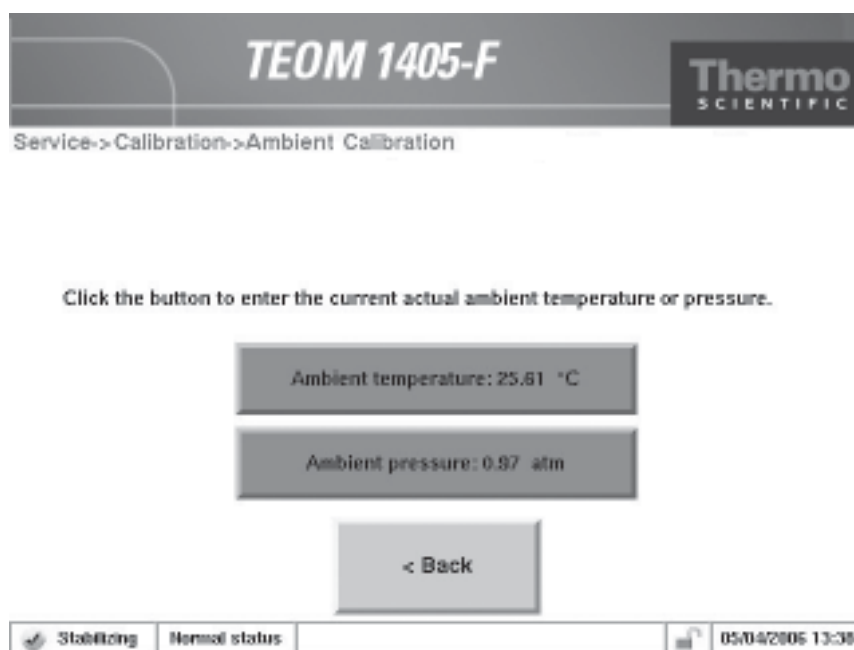 TEOM 1405-F
Thermo
SCIENTIFIC
Service->Calibration->Ambient Calibration
Click the button to enter the current actual ambient temperature or pressure.
Ambient temperature: 25.61 °C
Ambient pressure: 0.97 atm
< Back
Stabilizing
Normal status
05/04/2006 13:38